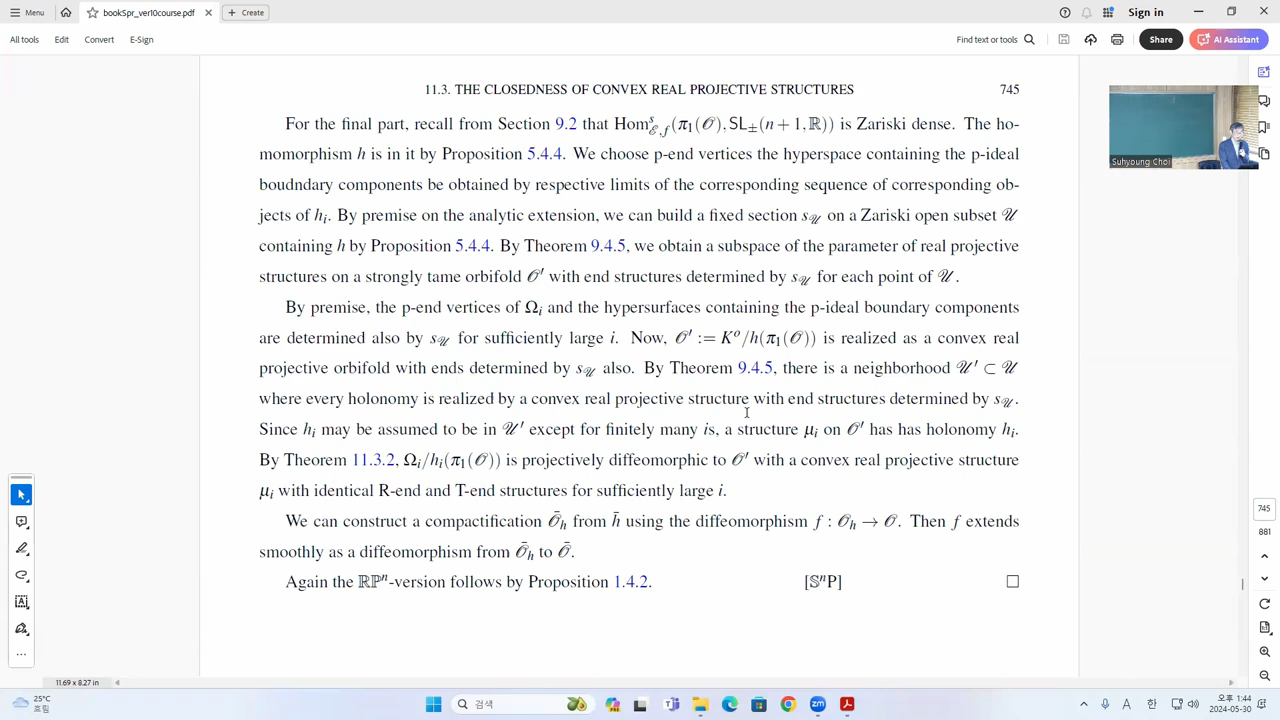 Menu
bookSpr_ver10course.pdf
Create
Sign in
All tools
Edit
Convert
E-Sign
Find text or tools
Share
AI Assistant
11.3. THE CLOSEDNESS OF CONVEX REAL PROJECTIVE STRUCTURES 745
For the final part, recall from Section 9.2 that Hom^s_{ℰ,f}(π₁(𝒪), SL±(n+1,ℝ)) is Zariski dense. The ho-
momorphism h is in it by Proposition 5.4.4. We choose p-end vertices the hyperspace containing the p-ideal
boudndary components be obtained by respective limits of the corresponding sequence of corresponding ob-
jects of hᵢ. By premise on the analytic extension, we can build a fixed section s_𝒰 on a Zariski open subset 𝒰
containing h by Proposition 5.4.4. By Theorem 9.4.5, we obtain a subspace of the parameter of real projective
structures on a strongly tame orbifold 𝒪′ with end structures determined by s_𝒰 for each point of 𝒰.
By premise, the p-end vertices of Ωᵢ and the hypersurfaces containing the p-ideal boundary components
are determined also by s_𝒰 for sufficiently large i. Now, 𝒪′ := K^o/h(π₁(𝒪)) is realized as a convex real
projective orbifold with ends determined by s_𝒰 also. By Theorem 9.4.5, there is a neighborhood 𝒰′ ⊂ 𝒰
where every holonomy is realized by a convex real projective structure with end structures determined by s_𝒰.
Since hᵢ may be assumed to be in 𝒰′ except for finitely many is, a structure μᵢ on 𝒪′ has has holonomy hᵢ.
By Theorem 11.3.2, Ωᵢ/hᵢ(π₁(𝒪)) is projectively diffeomorphic to 𝒪′ with a convex real projective structure
μᵢ with identical R-end and T-end structures for sufficiently large i.
We can construct a compactification 𝒪̄_h from h̄ using the diffeomorphism f : 𝒪_h → 𝒪. Then f extends
smoothly as a diffeomorphism from 𝒪̄_h to 𝒪̄.
Again the ℝℙⁿ-version follows by Proposition 1.4.2. [𝕊ⁿP] □
Suhyoung Choi
745
881
11.69 x 8.27 in
25°C
흐림
검색
A
한
오후 1:44
2024-05-30